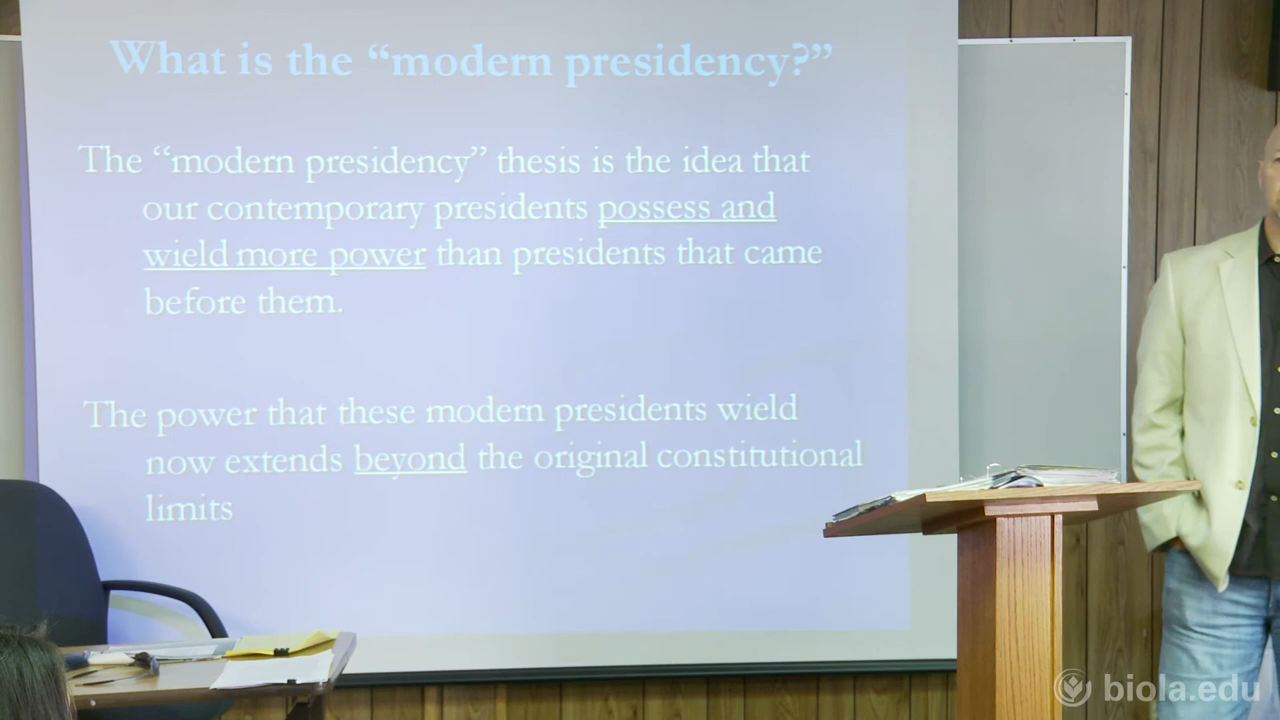 What is the “modern presidency?”
The “modern presidency” thesis is the idea that
our contemporary presidents possess and
wield more power than presidents that came
before them.
The power that these modern presidents wield
now extends beyond the original constitutional
limits
biola.edu